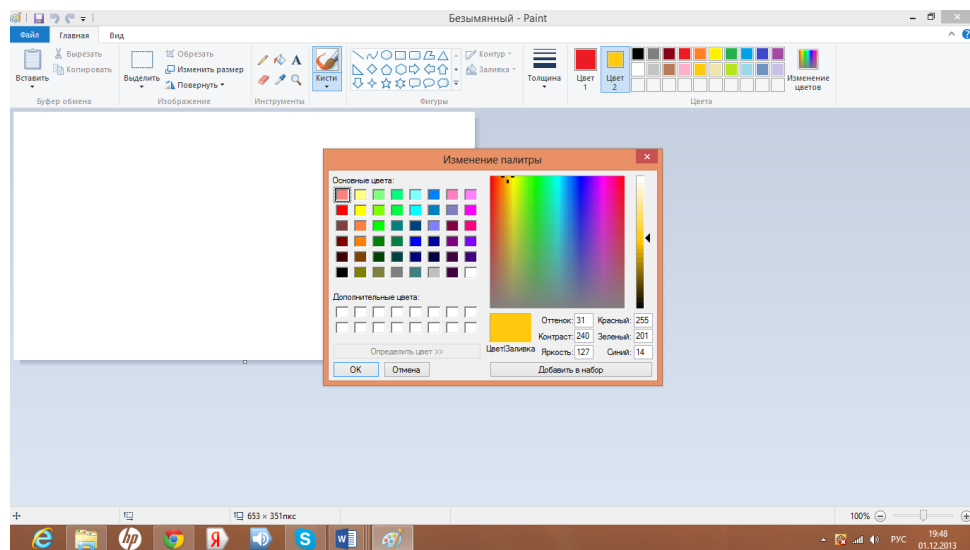 Безымянный - Paint
Файл Главная Вид
Вставить
Вырезать
Копировать
Буфер обмена
Выделить
Обрезать
Изменить размер
Повернуть
Изображение
A
Инструменты
Кисти
Контур
Заливка
Фигуры
Толщина
Цвет 1
Цвет 2
Изменение цветов
Цвета
Изменение палитры
Основные цвета:
Дополнительные цвета:
Определить цвет >>
OK Отмена
Цвет|Заливка
Оттенок: 31 Красный: 255
Контраст: 240 Зеленый: 201
Яркость: 127 Синий: 14
Добавить в набор
653 × 351пкс
100%
e hp Я S W
РУС
19:48
01.12.2013